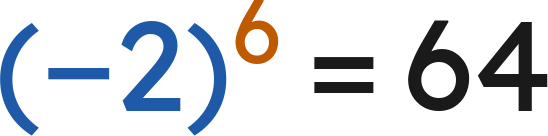 (−2)⁶ = 64